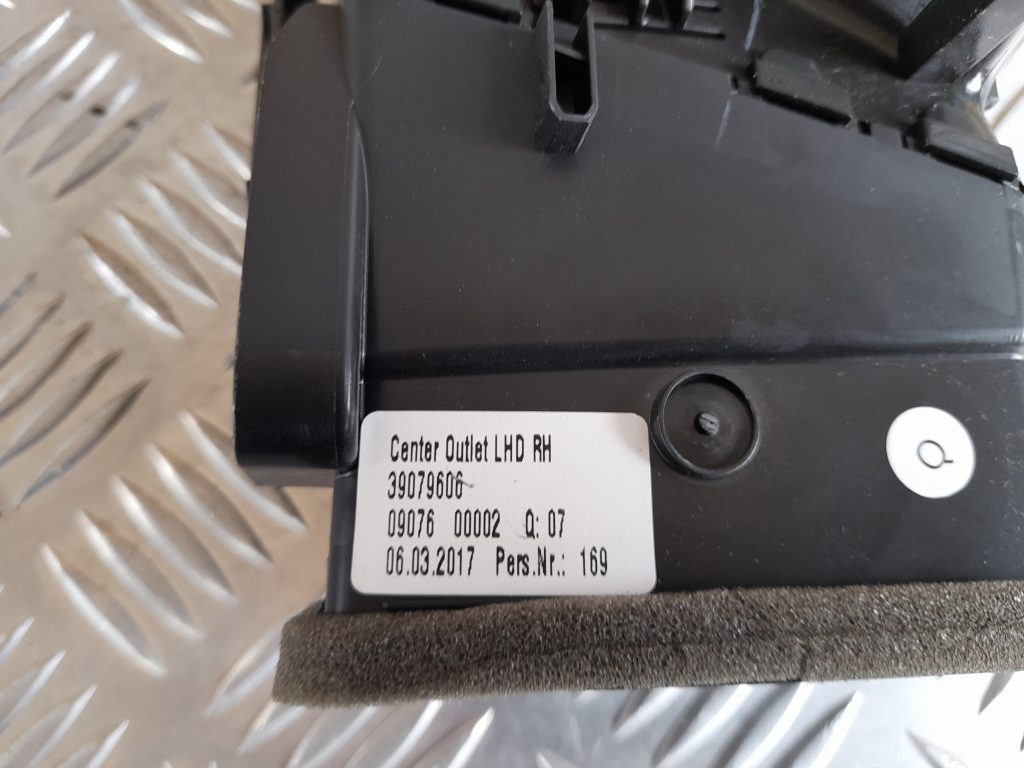 Center Outlet LHD RH
39079606
09076 00002 Q: 07
06.03.2017 Pers.Nr.: 169
Q